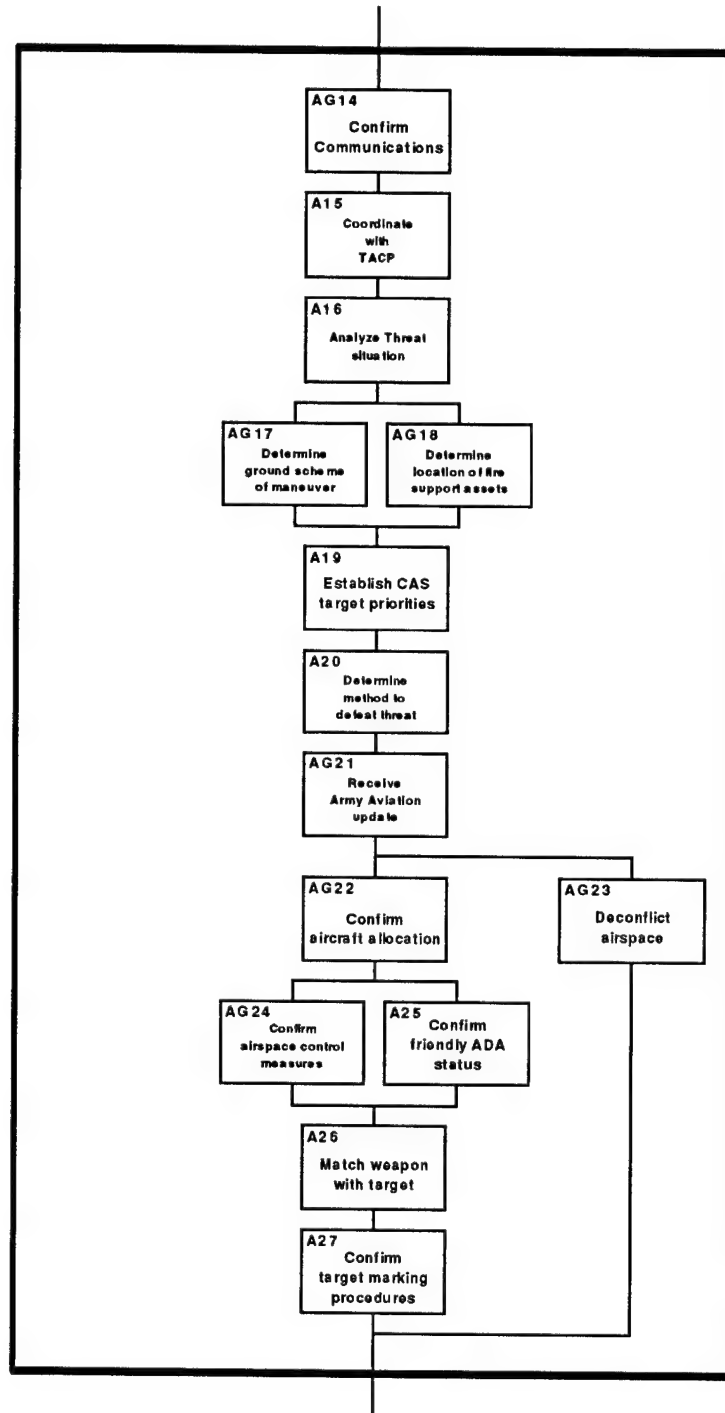 AG14
Confirm
Communications
A15
Coordinate
with
TACP
A16
Analyze Threat
situation
AG17
Determine
ground scheme
of maneuver
AG18
Determine
location of fire
support assets
A19
Establish CAS
target priorities
A20
Determine
method to
defeat threat
AG21
Receive
Army Aviation
update
AG22
Confirm
aircraft allocation
AG23
Deconflict
airspace
AG24
Confirm
airspace control
measures
A25
Confirm
friendly ADA
status
A26
Match weapon
with target
A27
Confirm
target marking
procedures